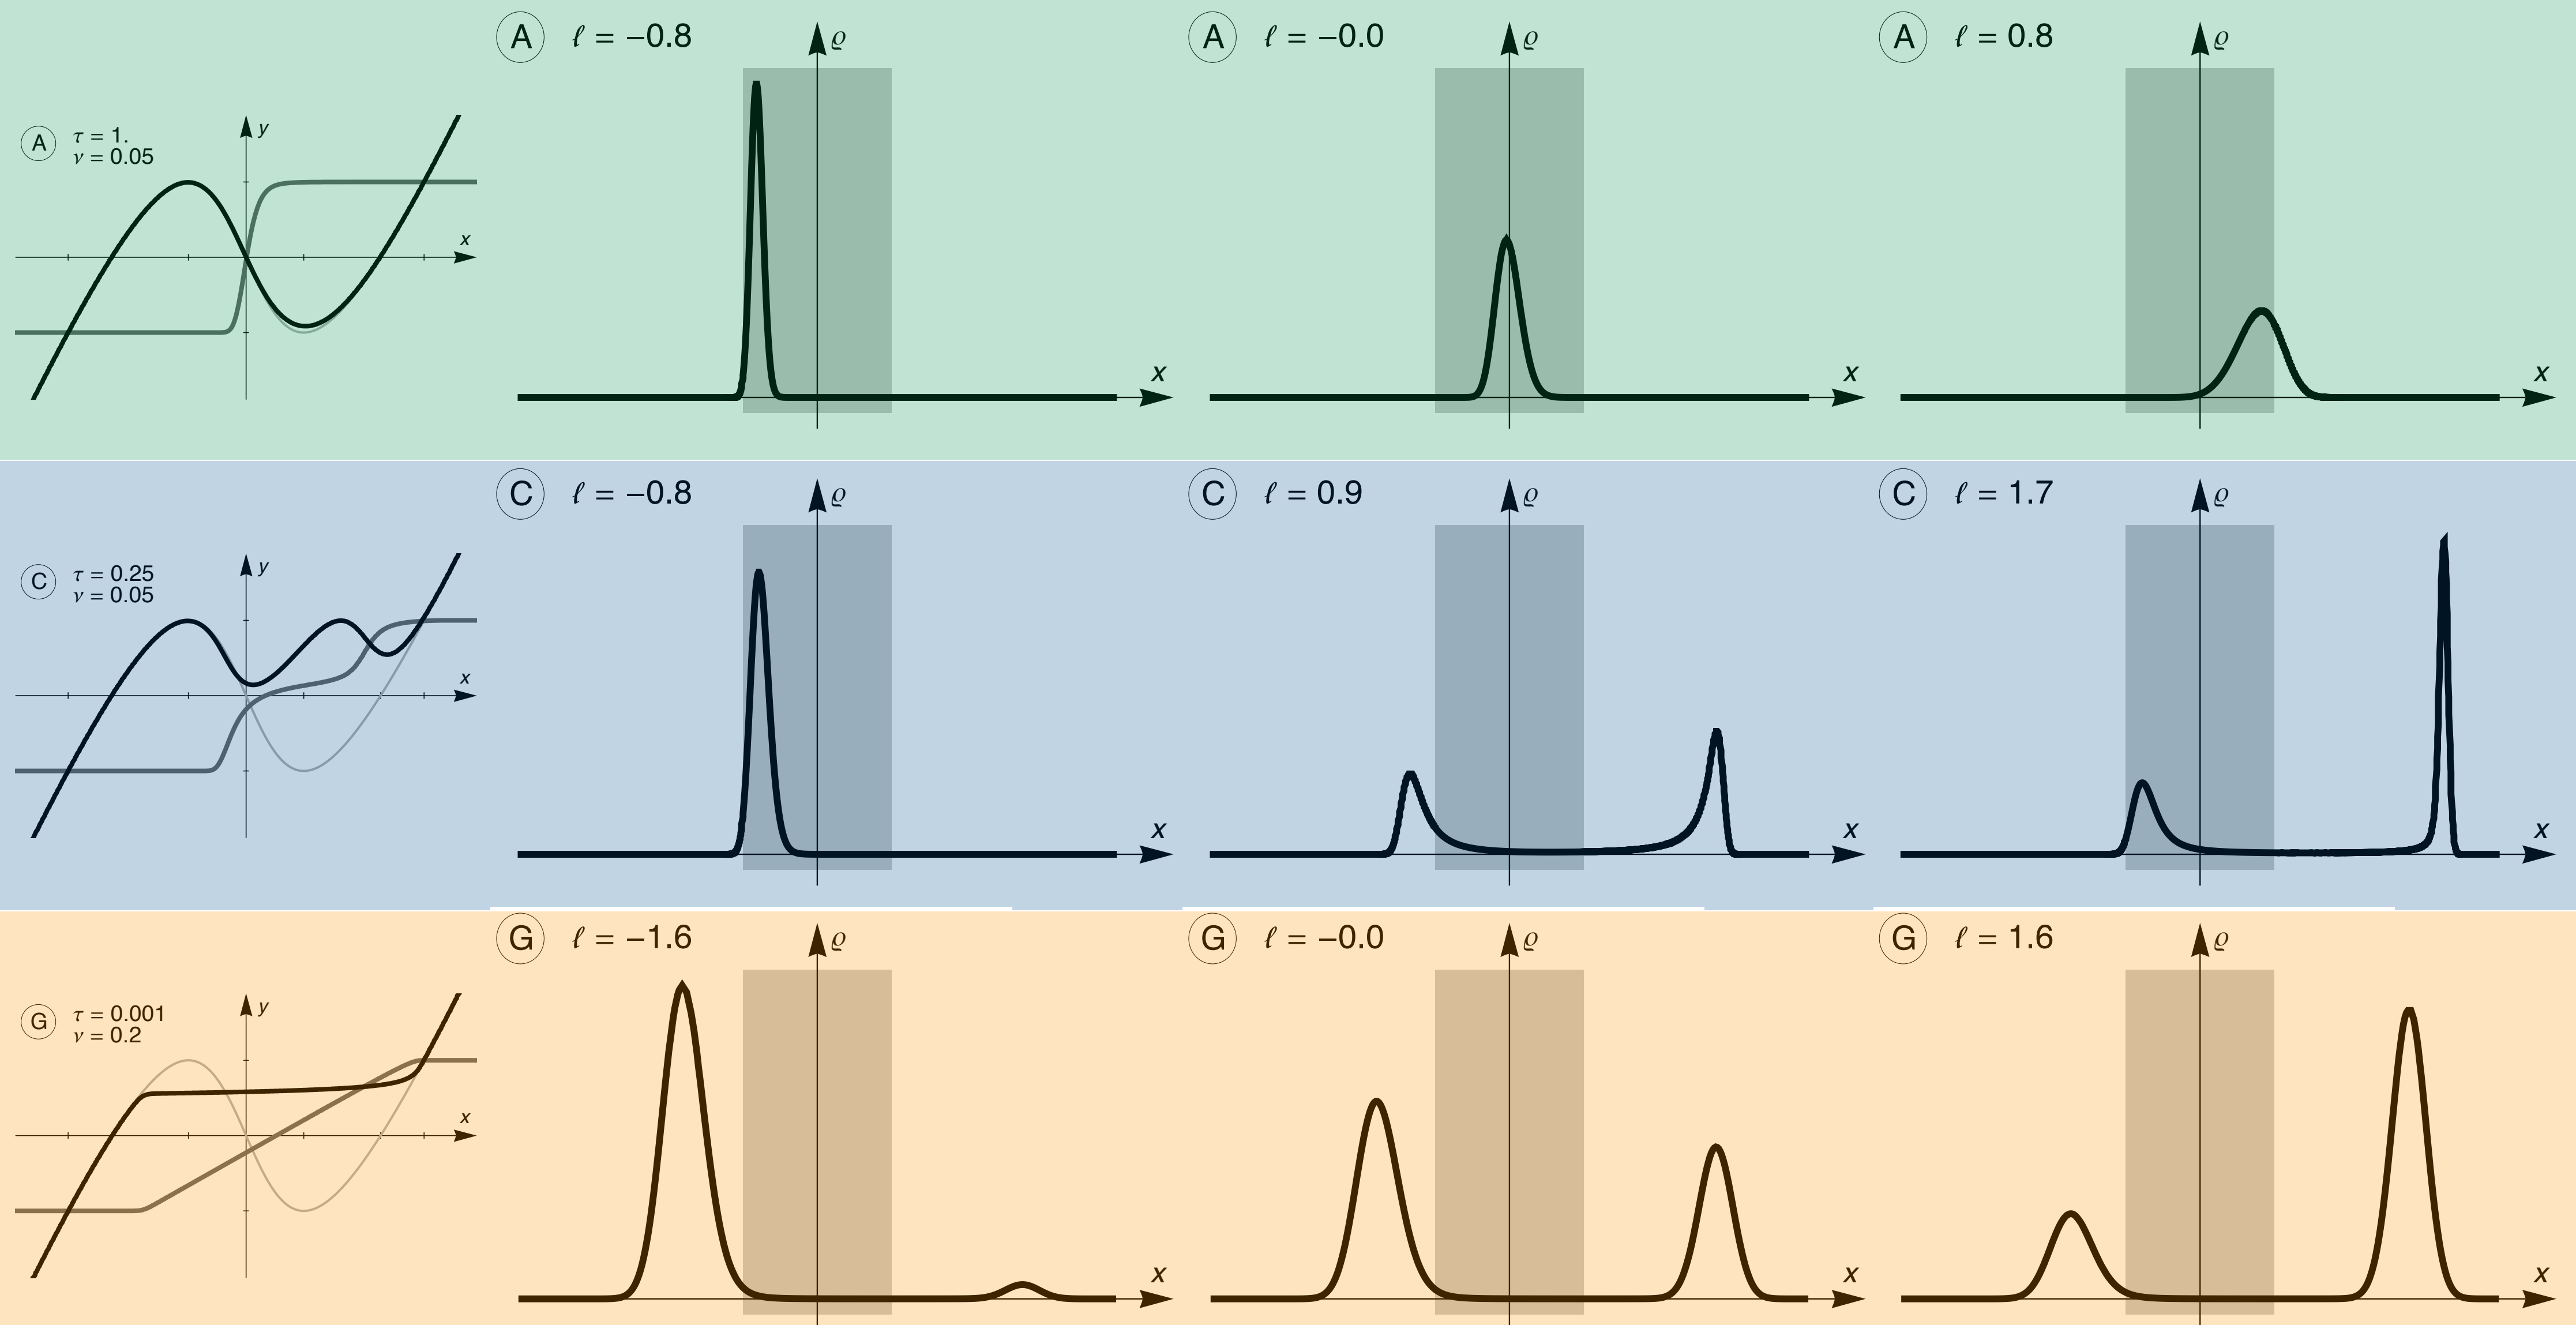 A
τ = 1.
ν = 0.05
y
x
A ℓ = −0.8
ϱ
x
A ℓ = −0.0
ϱ
x
A ℓ = 0.8
ϱ
x
C
τ = 0.25
ν = 0.05
y
x
C ℓ = −0.8
ϱ
x
C ℓ = 0.9
ϱ
x
C ℓ = 1.7
ϱ
x
G
τ = 0.001
ν = 0.2
y
x
G ℓ = −1.6
ϱ
x
G ℓ = −0.0
ϱ
x
G ℓ = 1.6
ϱ
x